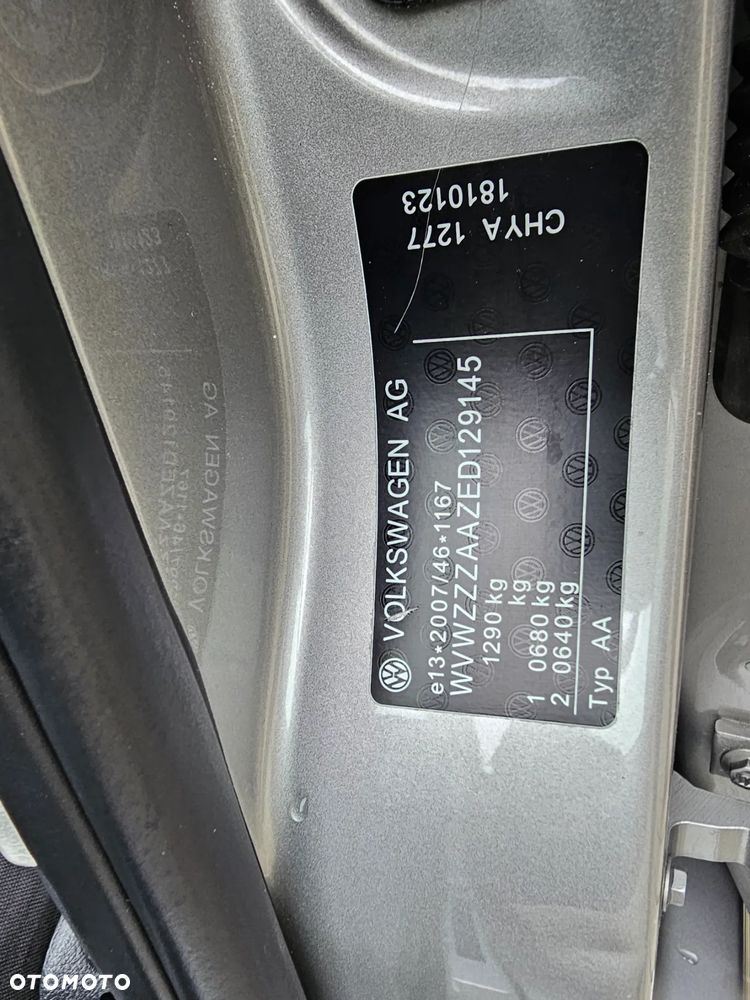 VOLKSWAGEN AG
e13*2007/46*1167
WVWZZZAAZED129145
1290 kg
kg
1 0680 kg
2 0640 kg
Typ AA
CHYA 1277
1810123
OTOMOTO